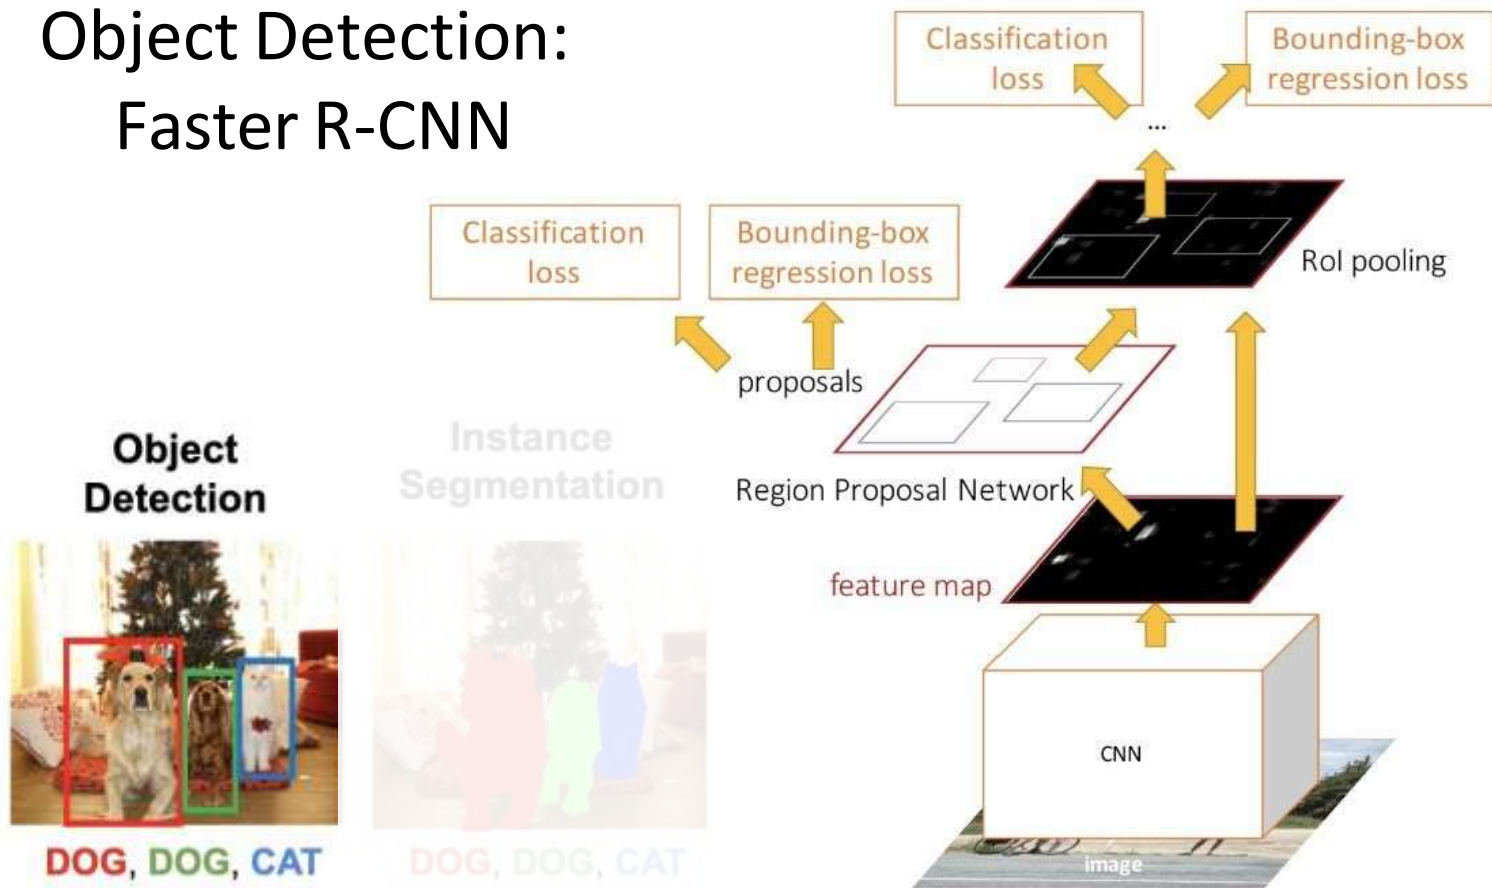 Object Detection:
Faster R-CNN
Classification
loss
Bounding-box
regression loss
...
RoI pooling
Classification
loss
Bounding-box
regression loss
proposals
Region Proposal Network
feature map
CNN
image
Object
Detection
DOG, DOG, CAT
Instance
Segmentation
DOG, DOG, CAT